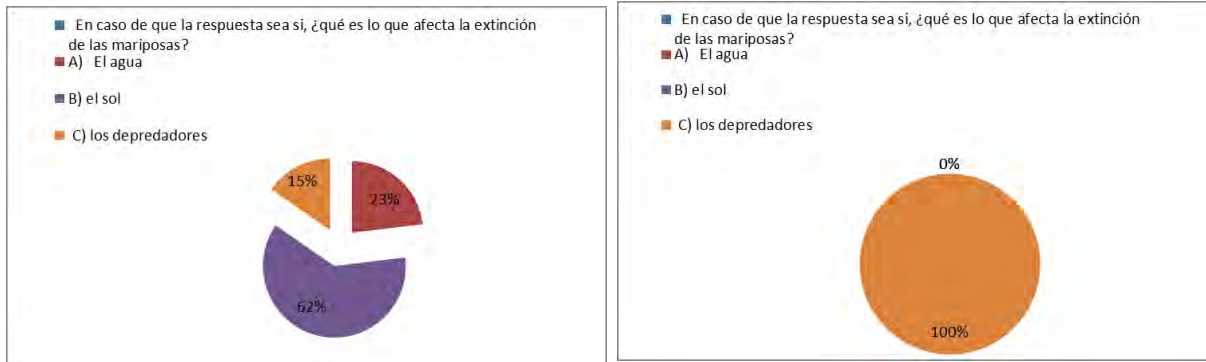 En caso de que la respuesta sea si, ¿qué es lo que afecta la extinción
de las mariposas?
A) El agua
B) el sol
C) los depredadores
15%
23%
62%
En caso de que la respuesta sea si, ¿qué es lo que afecta la extinción
de las mariposas?
A) El agua
B) el sol
C) los depredadores
0%
100%